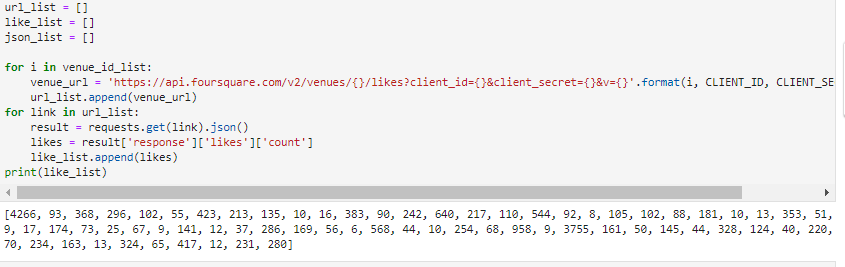 url_list = []
like_list = []
json_list = []
for i in venue_id_list:
    venue_url = 'https://api.foursquare.com/v2/venues/{}/likes?client_id={}&client_secret={}&v={}'.format(i, CLIENT_ID, CLIENT_SE
    url_list.append(venue_url)
for link in url_list:
    result = requests.get(link).json()
    likes = result['response']['likes']['count']
    like_list.append(likes)
print(like_list)
[4266, 93, 368, 296, 102, 55, 423, 213, 135, 10, 16, 383, 90, 242, 640, 217, 110, 544, 92, 8, 105, 102, 88, 181, 10, 13, 353, 51,
9, 17, 174, 73, 25, 67, 9, 141, 12, 37, 286, 169, 56, 6, 568, 44, 10, 254, 68, 958, 9, 3755, 161, 50, 145, 44, 328, 124, 40, 220,
70, 234, 163, 13, 324, 65, 417, 12, 231, 280]